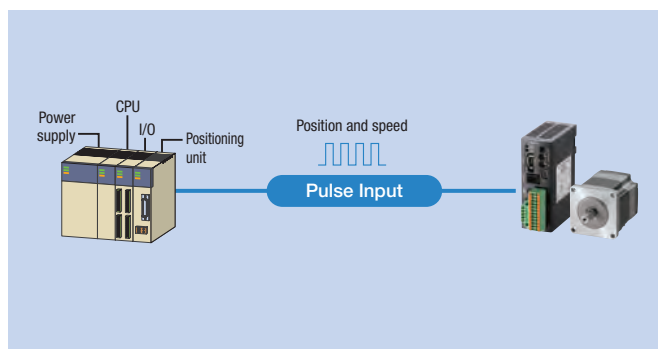 CPU
Power
supply
I/O
Positioning
unit
Position and speed
Pulse Input